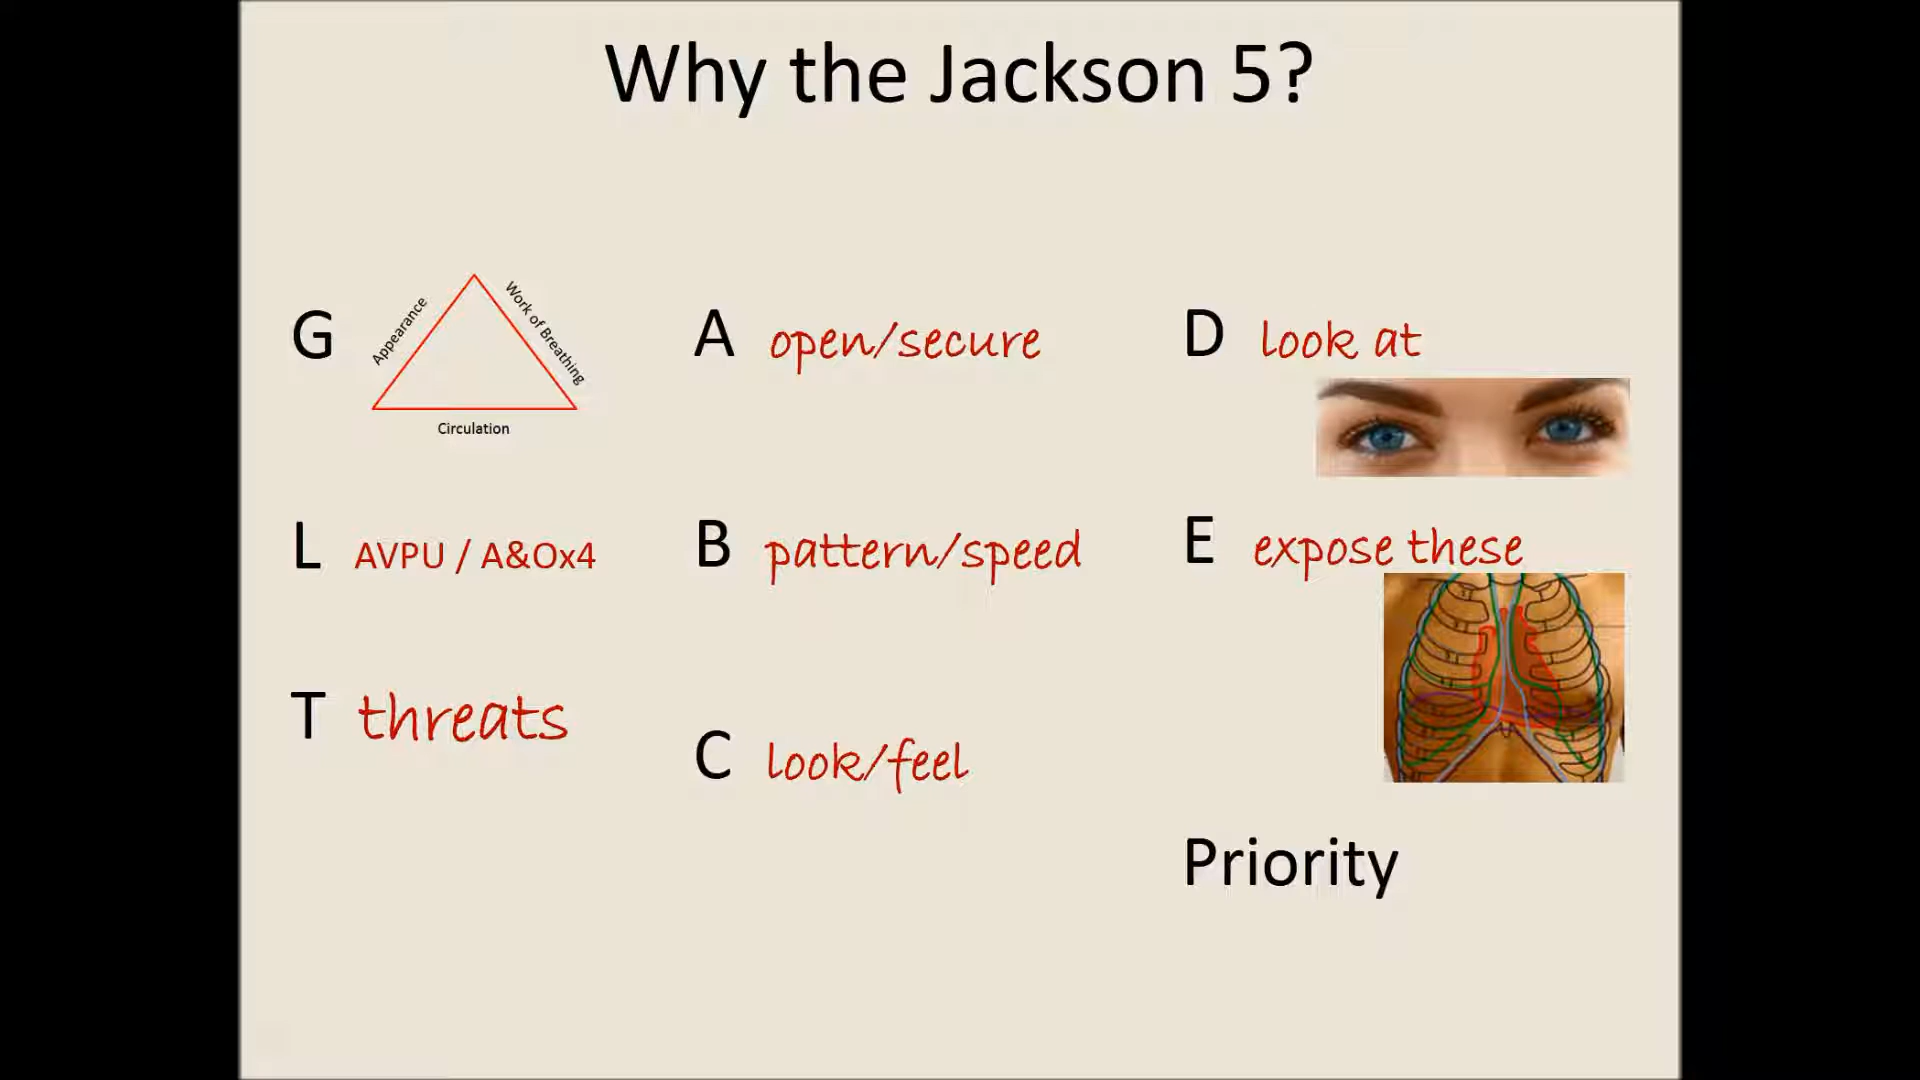 Why the Jackson 5?
G
Appearance
Work of Breathing
Circulation
L AVPU / A&Ox4
T threats
A open/secure
B pattern/speed
C look/feel
D look at
E expose these
Priority